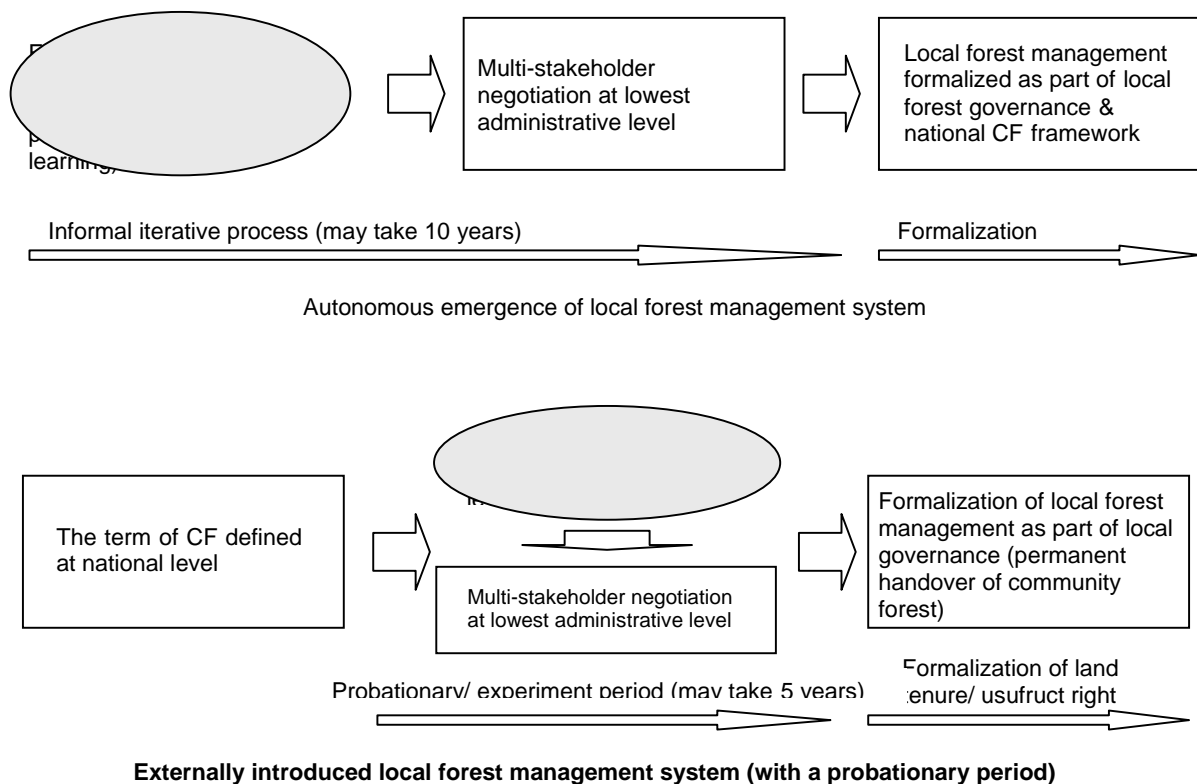 learning)
Multi-stakeholder
negotiation at lowest
administrative level
Local forest management
formalized as part of local
forest governance &
national CF framework
Informal iterative process (may take 10 years)
Formalization
Autonomous emergence of local forest management system
The term of CF defined
at national level
Multi-stakeholder negotiation
at lowest administrative level
Formalization of local forest
management as part of local
governance (permanent
handover of community
forest)
Probationary/ experiment period (may take 5 years)
Formalization of land
tenure/ usufruct right
Externally introduced local forest management system (with a probationary period)